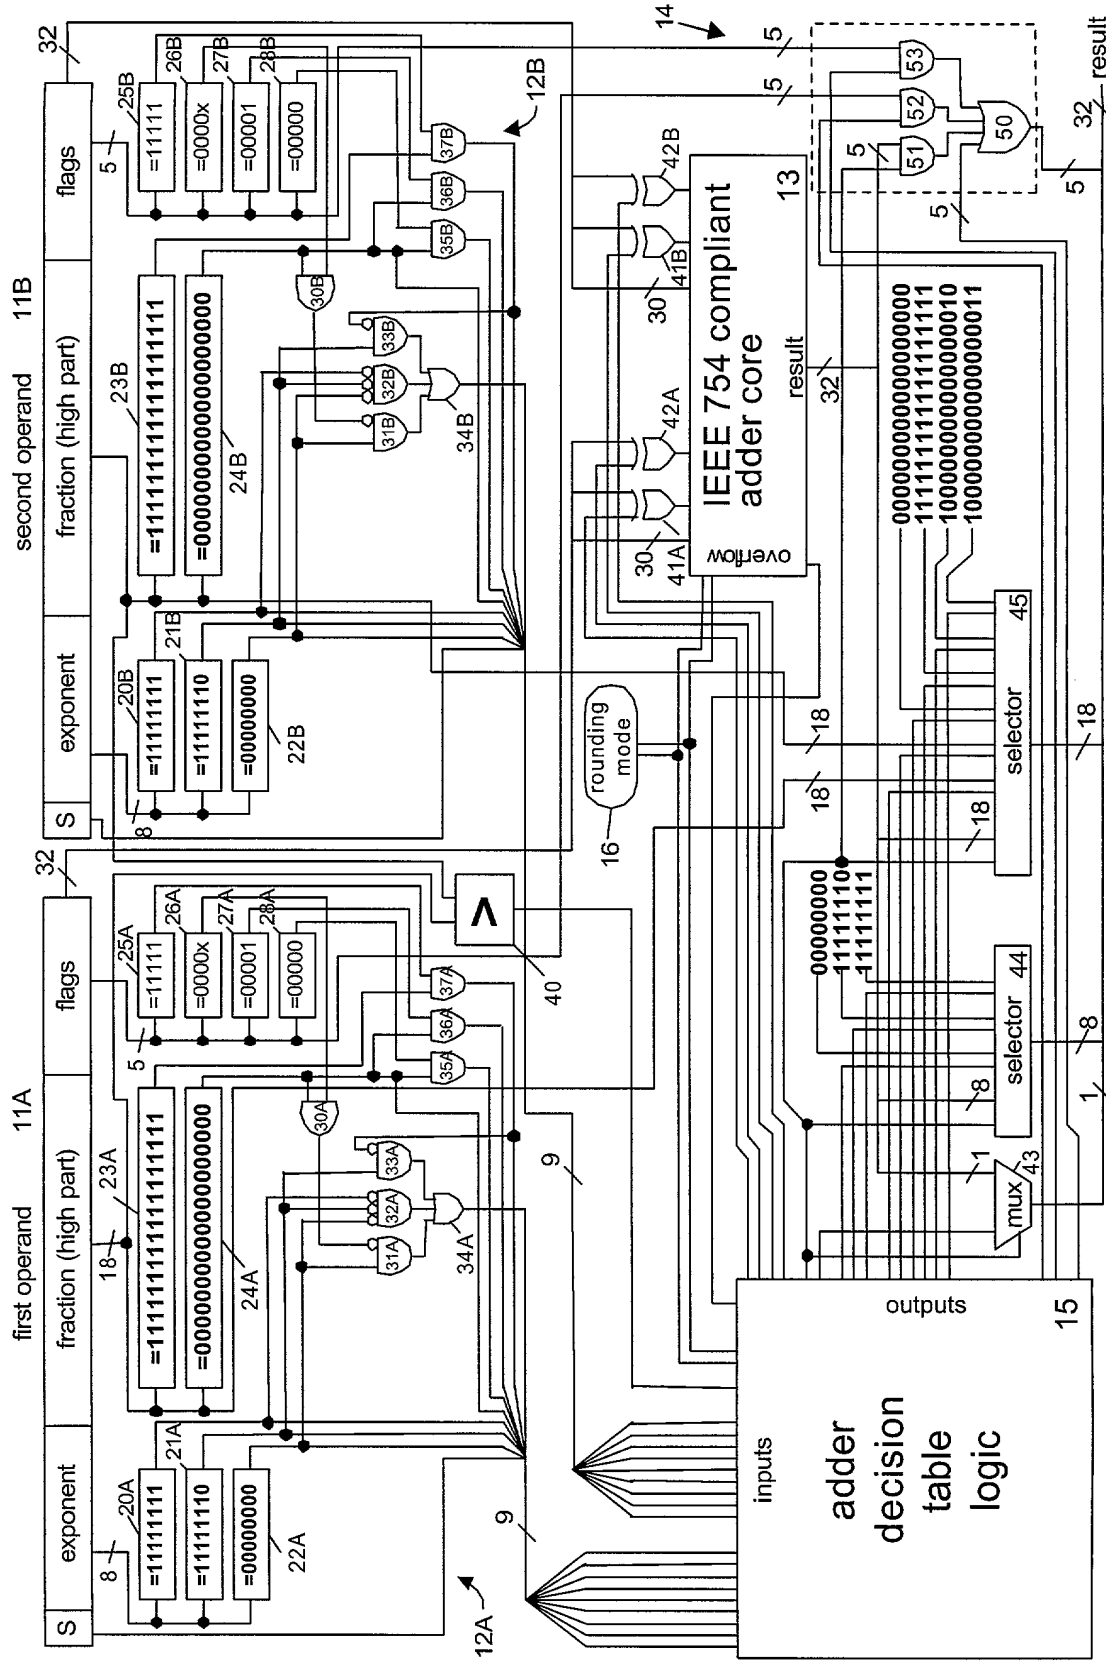 first operand 11A
second operand 11B
S
exponent
fraction (high part)
flags
32
S
exponent
fraction (high part)
flags
32
8
20A
=11111111
21A
=11111110
=00000000
22A
18
23A
=111111111111111111
=000000000000000000
24A
5
25A
=11111
26A
=0000x
27A
=00001
28A
=00000
30A
31A
32A
33A
34A
35A
36A
37A
12A
9
9
40
<
8
20B
=11111111
21B
=11111110
=00000000
22B
23B
=111111111111111111
=000000000000000000
24B
5
25B
=11111
26B
=0000x
27B
=00001
28B
=00000
30B
31B
32B
33B
34B
35B
36B
37B
12B
14
16
rounding
mode
30
41A
42A
30
41B
42B
overflow
IEEE 754 compliant
adder core
13
result
32
5
5
5
51
52
53
50
5
5
inputs
adder
decision
table
logic
outputs
15
1
mux
43
00000000
11111110
11111111
8
selector
44
8
18
18
18
000000000000000000
111111111111111111
100000000000000010
100000000000000011
selector
45
18
1
32
result